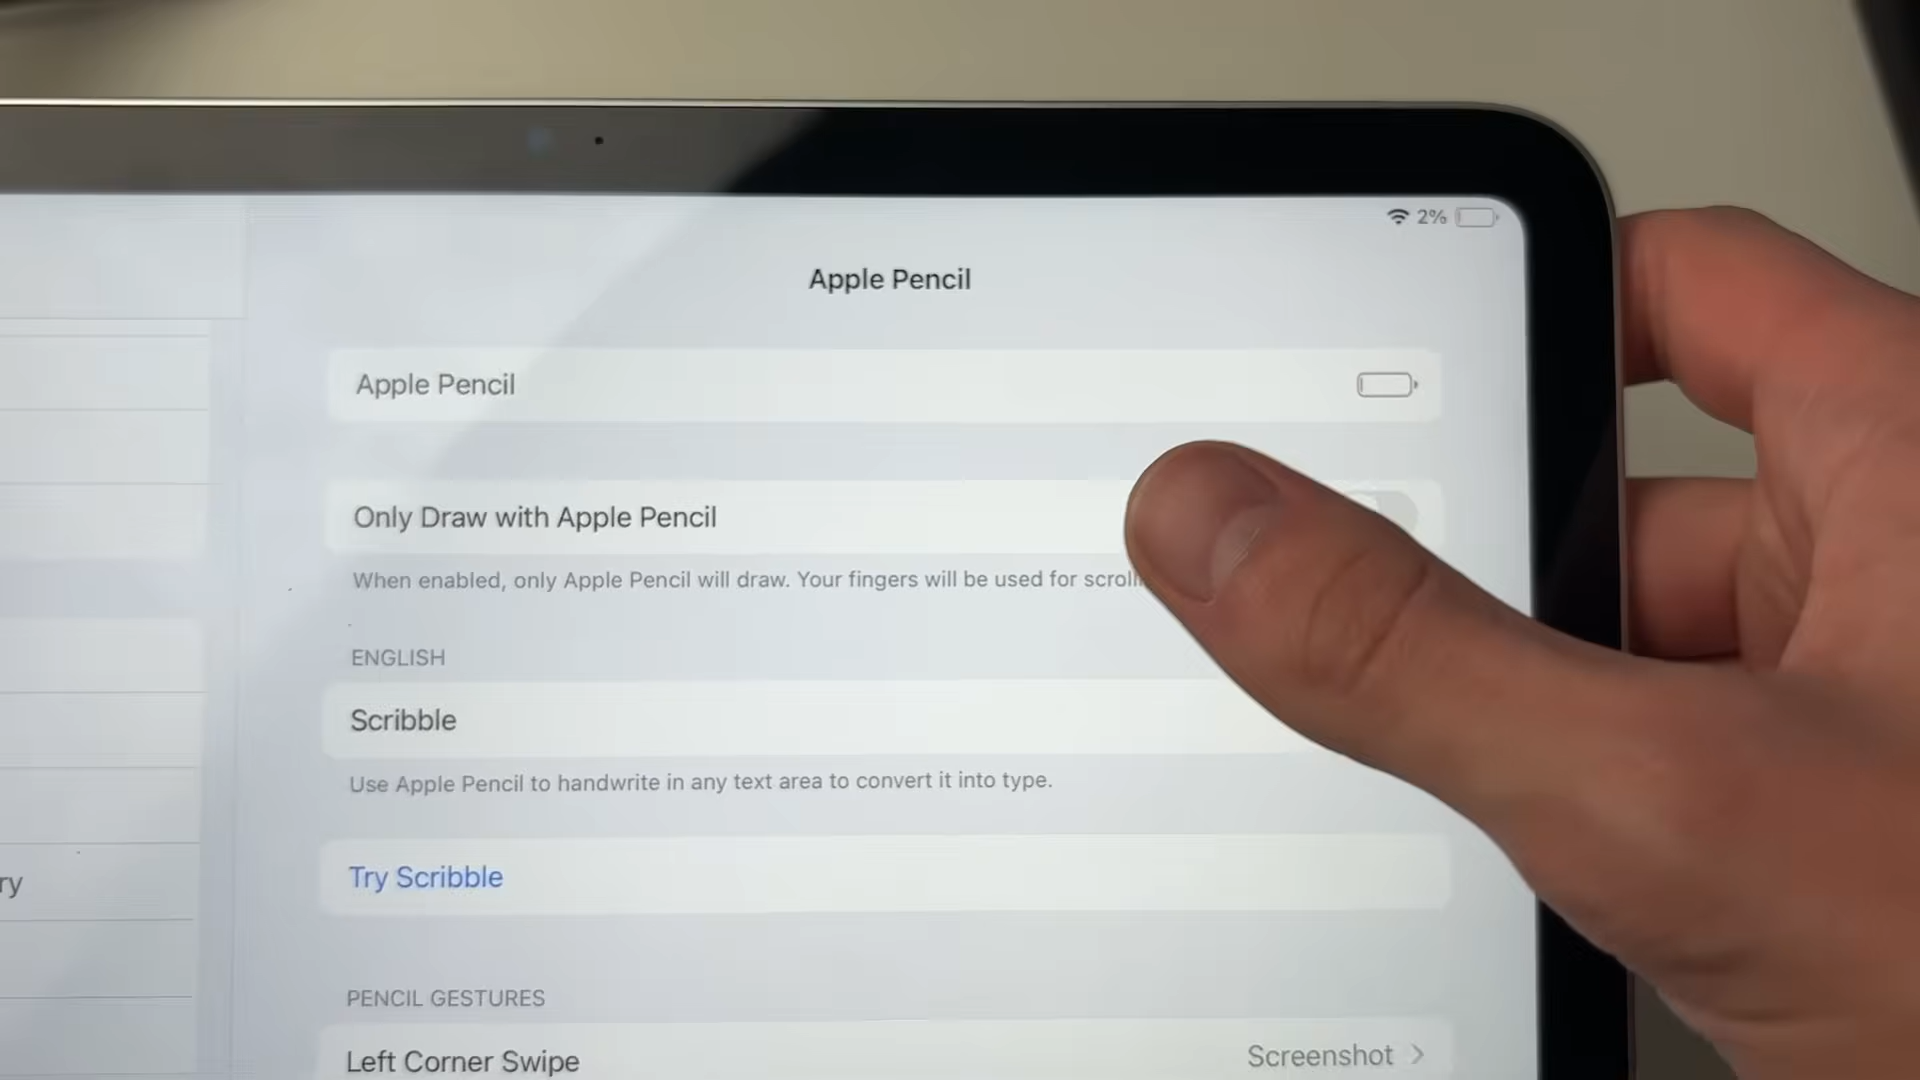 2%
Apple Pencil
Apple Pencil
Only Draw with Apple Pencil
When enabled, only Apple Pencil will draw. Your fingers will be used for
ENGLISH
Scribble
Use Apple Pencil to handwrite in any text area to convert it into type.
Try Scribble
ry
PENCIL GESTURES
Left Corner Swipe
Screenshot